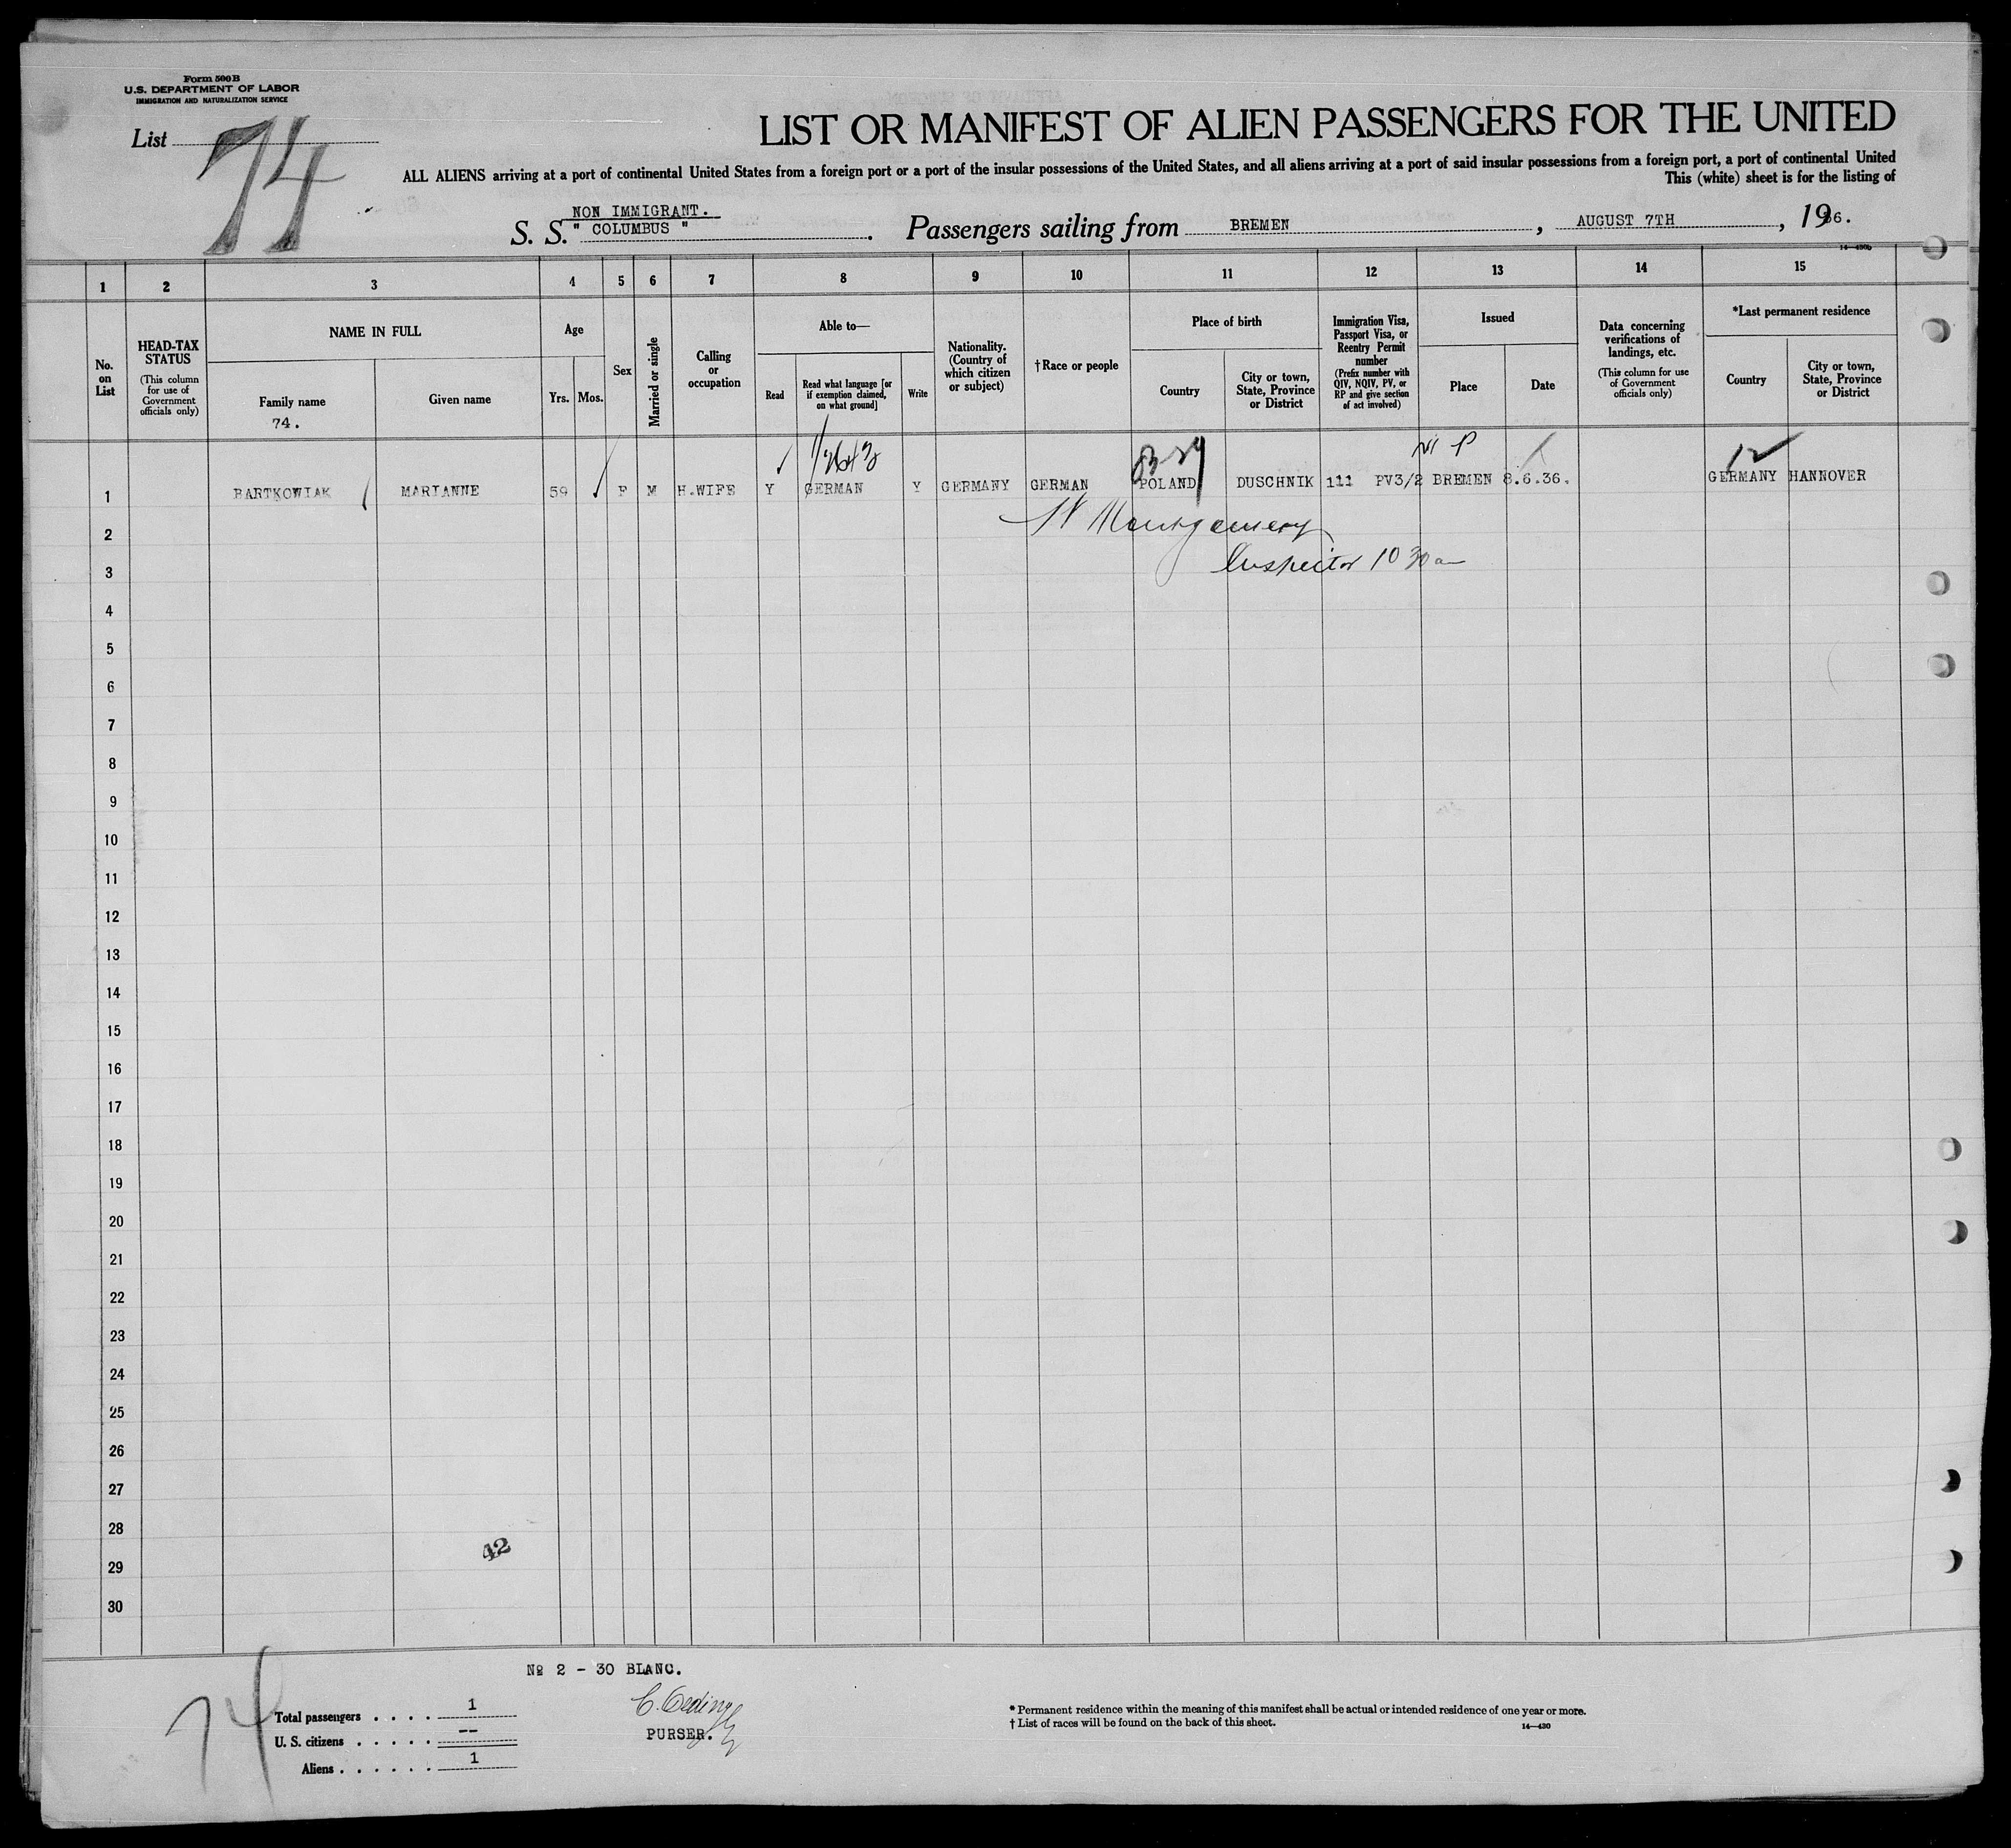 Form 500B
U.S. DEPARTMENT OF LABOR
IMMIGRATION AND NATURALIZATION SERVICE
List 74
LIST OR MANIFEST OF ALIEN PASSENGERS FOR THE UNITED
ALL ALIENS arriving at a port of continental United States from a foreign port or a port of the insular possessions of the United States, and all aliens arriving at a port of said insular possessions from a foreign port, a port of continental United
This (white) sheet is for the listing of
NON IMMIGRANT.
S. S. " COLUMBUS ". Passengers sailing from BREMEN, AUGUST 7TH, 1936.
14—430b
1 2 3 4 5 6 7 8 9 10 11 12 13 14 15
No. on List
HEAD-TAX STATUS
(This column for use of Government officials only)
NAME IN FULL
Family name
74.
Given name
Age
Yrs. Mos.
Sex
Married or single
Calling or occupation
Able to—
Read
Read what language [or if exemption claimed, on what ground]
Write
Nationality. (Country of which citizen or subject)
†Race or people
Place of birth
Country
City or town, State, Province or District
Immigration Visa, Passport Visa, or Reentry Permit number
(Prefix number with QIV, NQIV, PV, or RP and give section of act involved)
Issued
Place
Date
Data concerning verifications of landings, etc.
(This column for use of Government officials only)
*Last permanent residence
Country
City or town, State, Province or District
1 BARTKOWIAK MARIANNE 59 F M H.WIFE Y GERMAN Y GERMANY GERMAN POLAND DUSCHNIK 111 PV3/2 BREMEN 8.6.36. GERMANY HANNOVER
2 Montgomery
3 Inspector 10 30 a
4
5
6
7
8
9
10
11
12
13
14
15
16
17
18
19
20
21
22
23
24
25
26
27
28
42
29
30
№ 2 - 30 BLANC.
74
Total passengers . . . . 1
U. S. citizens . . . . . --
Aliens . . . . . . 1
PURSER.
* Permanent residence within the meaning of this manifest shall be actual or intended residence of one year or more.
† List of races will be found on the back of this sheet.
14—430